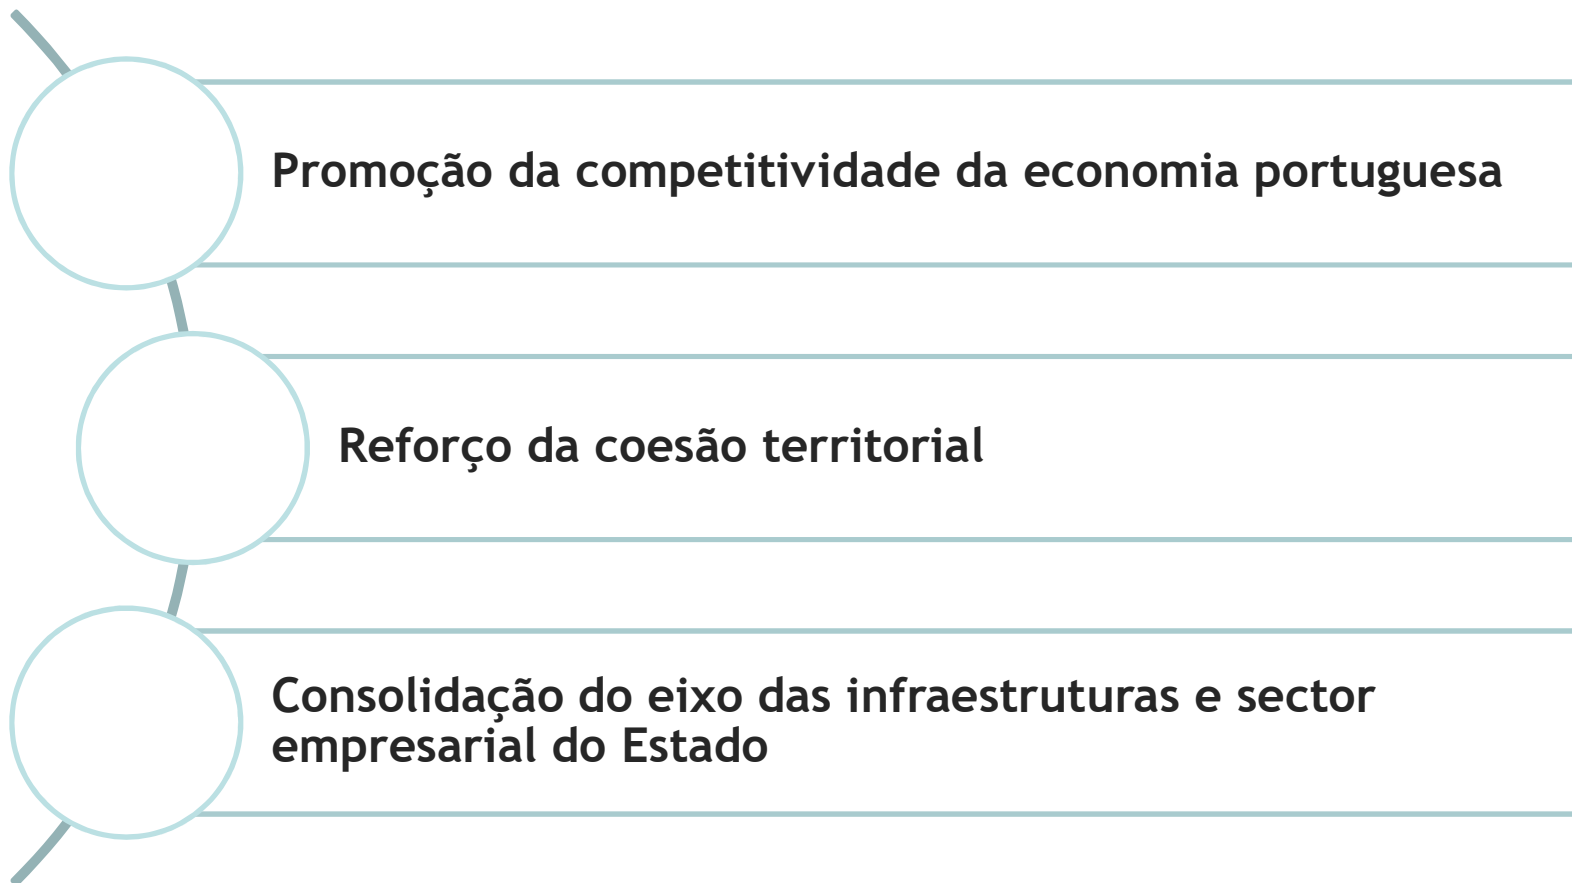 Promoção da competitividade da economia portuguesa
Reforço da coesão territorial
Consolidação do eixo das infraestruturas e sector
empresarial do Estado